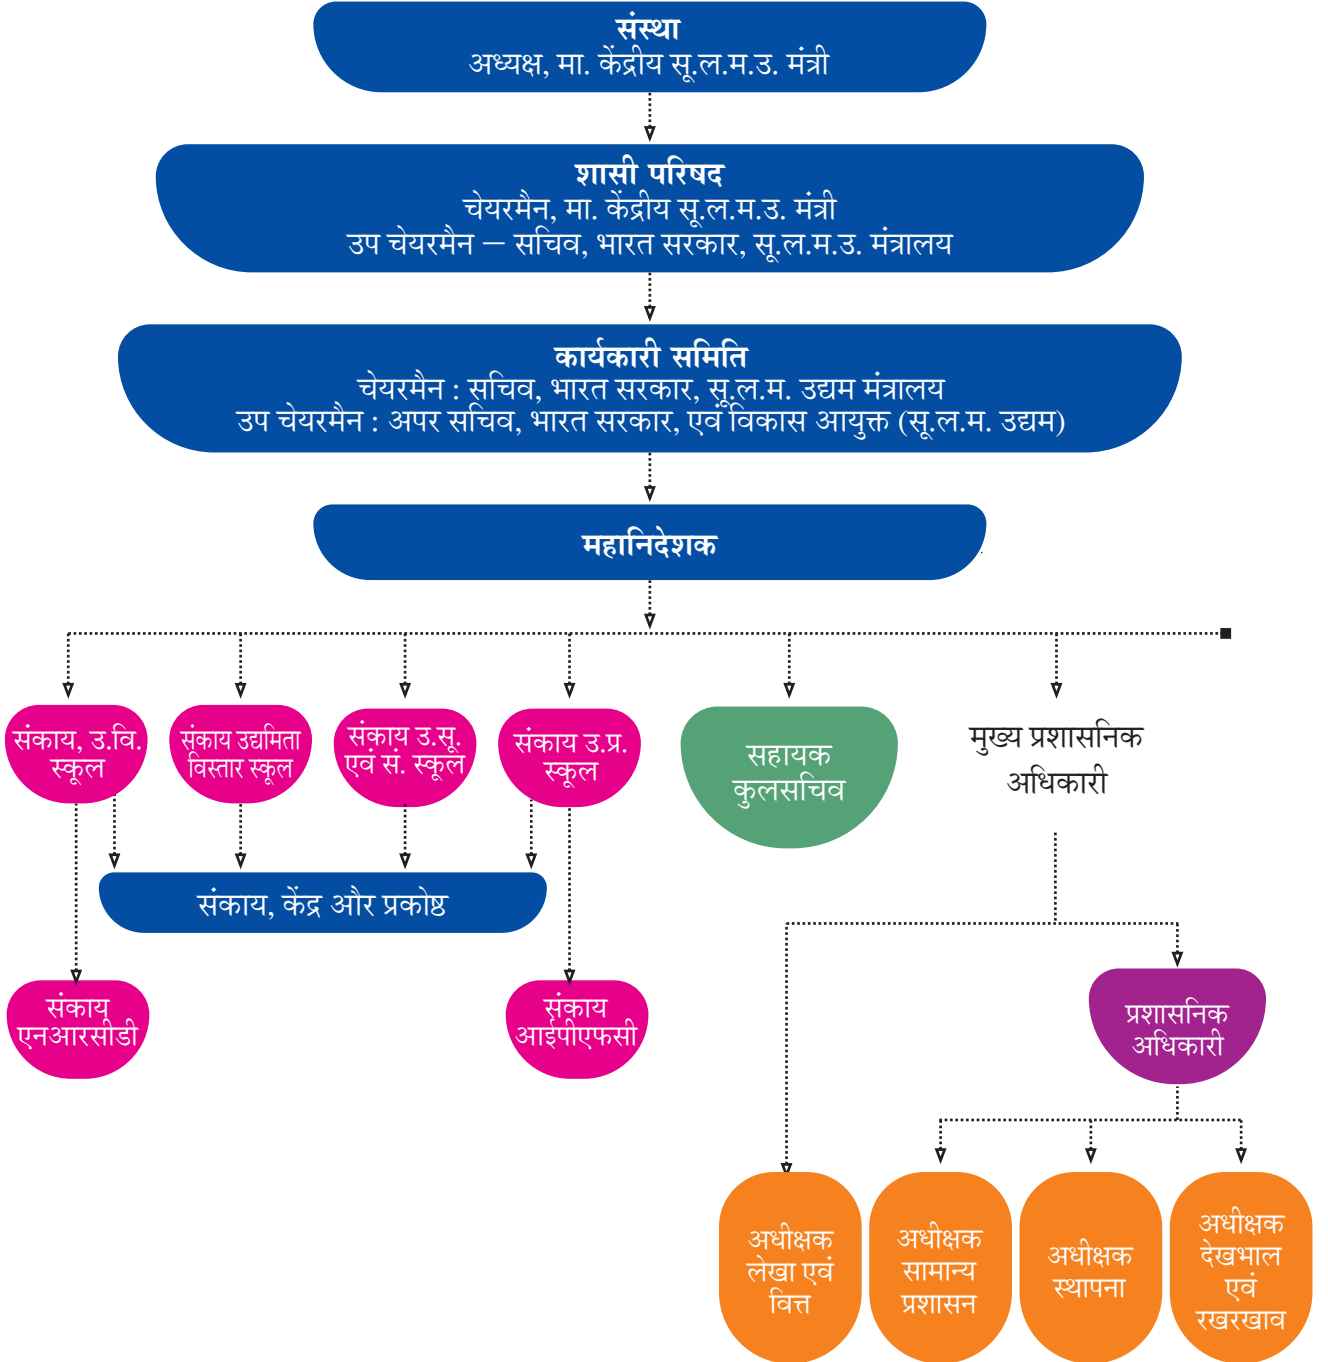 संस्था
अध्यक्ष, मा. केंद्रीय सू.ल.म.उ. मंत्री
शासी परिषद
चेयरमैन, मा. केंद्रीय सू.ल.म.उ. मंत्री
उप चेयरमैन – सचिव, भारत सरकार, सू.ल.म.उ. मंत्रालय
कार्यकारी समिति
चेयरमैन : सचिव, भारत सरकार, सू.ल.म. उद्यम मंत्रालय
उप चेयरमैन : अपर सचिव, भारत सरकार, एवं विकास आयुक्त (सू.ल.म. उद्यम)
महानिदेशक
संकाय, उ.वि.
स्कूल
संकाय उद्यमिता
विस्तार स्कूल
संकाय उ.सू.
एवं सं. स्कूल
संकाय उ.प्र.
स्कूल
सहायक
कुलसचिव
मुख्य प्रशासनिक
अधिकारी
संकाय, केंद्र और प्रकोष्ठ
संकाय
एनआरसीडी
संकाय
आईपीएफसी
प्रशासनिक
अधिकारी
अधीक्षक
लेखा एवं
वित्त
अधीक्षक
सामान्य
प्रशासन
अधीक्षक
स्थापना
अधीक्षक
देखभाल
एवं
रखरखाव